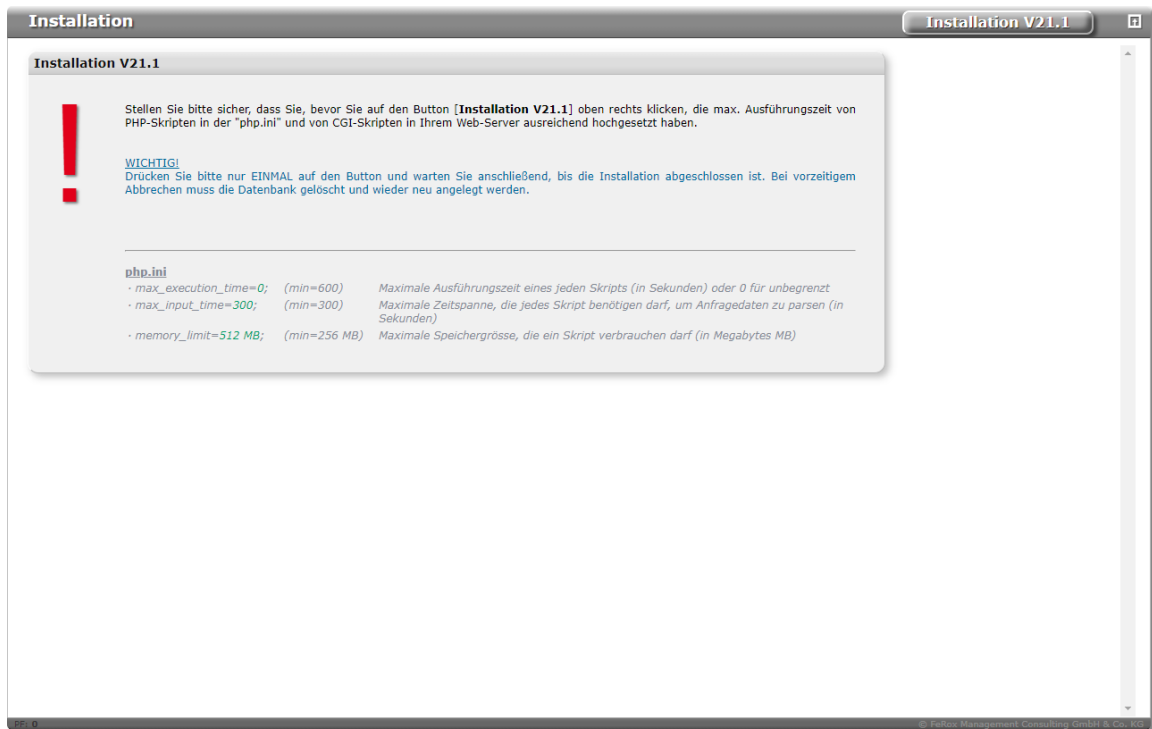 Installation
Installation V21.1
Installation V21.1
Stellen Sie bitte sicher, dass Sie, bevor Sie auf den Button [Installation V21.1] oben rechts klicken, die max. Ausführungszeit von
PHP-Skripten in der "php.ini" und von CGI-Skripten in Ihrem Web-Server ausreichend hochgesetzt haben.
WICHTIG!
Drücken Sie bitte nur EINMAL auf den Button und warten Sie anschließend, bis die Installation abgeschlossen ist. Bei vorzeitigem
Abbrechen muss die Datenbank gelöscht und wieder neu angelegt werden.
php.ini
· max_execution_time=0; (min=600) Maximale Ausführungszeit eines jeden Skripts (in Sekunden) oder 0 für unbegrenzt
· max_input_time=300; (min=300) Maximale Zeitspanne, die jedes Skript benötigen darf, um Anfragedaten zu parsen (in
Sekunden)
· memory_limit=512 MB; (min=256 MB) Maximale Speichergrösse, die ein Skript verbrauchen darf (in Megabytes MB)
PF: 0
© FeRox Management Consulting GmbH & Co. KG